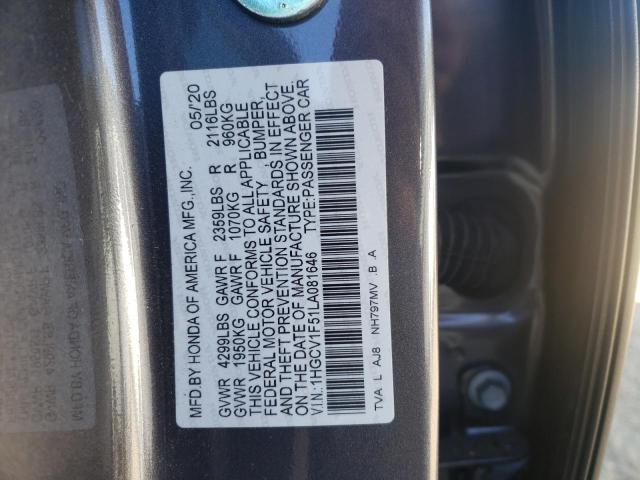 MFD.BY HONDA OF AMERICA MFG.,INC. 05/'20
GVWR 4299LBS GAWR F 2359LBS R 2116LBS
GVWR 1950KG GAWR F 1070KG R 960KG
THIS VEHICLE CONFORMS TO ALL APPLICABLE
FEDERAL MOTOR VEHICLE SAFETY , BUMPER,
AND THEFT PREVENTION STANDARDS IN EFFECT
ON THE DATE OF MANUFACTURE SHOWN ABOVE.
V.I.N.:1HGCV1F51LA081646 TYPE:PASSENGER CAR
TVA L AJ8 NH797MV .B A